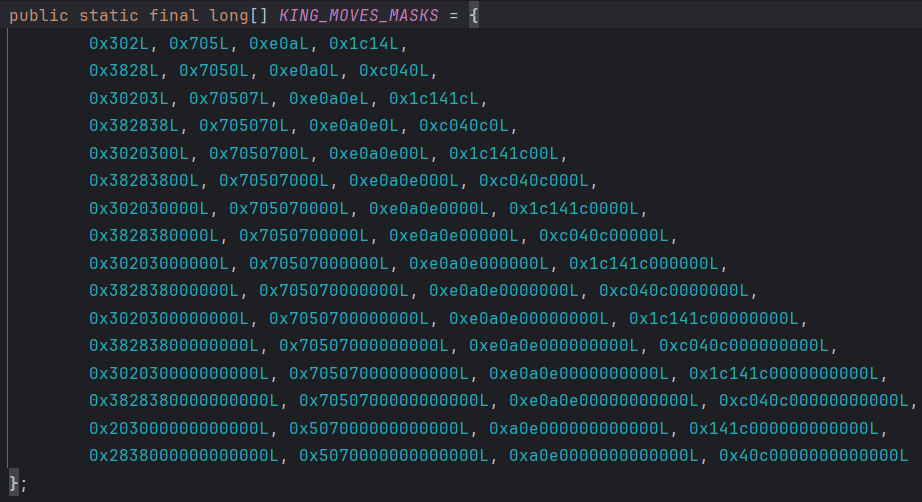 public static final long[] KING_MOVES_MASKS = {
0x302L, 0x705L, 0xe0aL, 0x1c14L,
0x3828L, 0x7050L, 0xe0a0L, 0xc040L,
0x30203L, 0x70507L, 0xe0a0eL, 0x1c141cL,
0x382838L, 0x705070L, 0xe0a0e0L, 0xc040c0L,
0x3020300L, 0x7050700L, 0xe0a0e00L, 0x1c141c00L,
0x38283800L, 0x70507000L, 0xe0a0e000L, 0xc040c000L,
0x302030000L, 0x705070000L, 0xe0a0e0000L, 0x1c141c0000L,
0x3828380000L, 0x7050700000L, 0xe0a0e00000L, 0xc040c00000L,
0x30203000000L, 0x70507000000L, 0xe0a0e000000L, 0x1c141c000000L,
0x382838000000L, 0x705070000000L, 0xe0a0e0000000L, 0xc040c0000000L,
0x3020300000000L, 0x7050700000000L, 0xe0a0e00000000L, 0x1c141c00000000L,
0x38283800000000L, 0x70507000000000L, 0xe0a0e000000000L, 0xc040c000000000L,
0x302030000000000L, 0x705070000000000L, 0xe0a0e0000000000L, 0x1c141c0000000000L,
0x3828380000000000L, 0x7050700000000000L, 0xe0a0e00000000000L, 0xc040c00000000000L,
0x203000000000000L, 0x507000000000000L, 0xa0e000000000000L, 0x141c000000000000L,
0x2838000000000000L, 0x5070000000000000L, 0xa0e0000000000000L, 0x40c0000000000000L
};